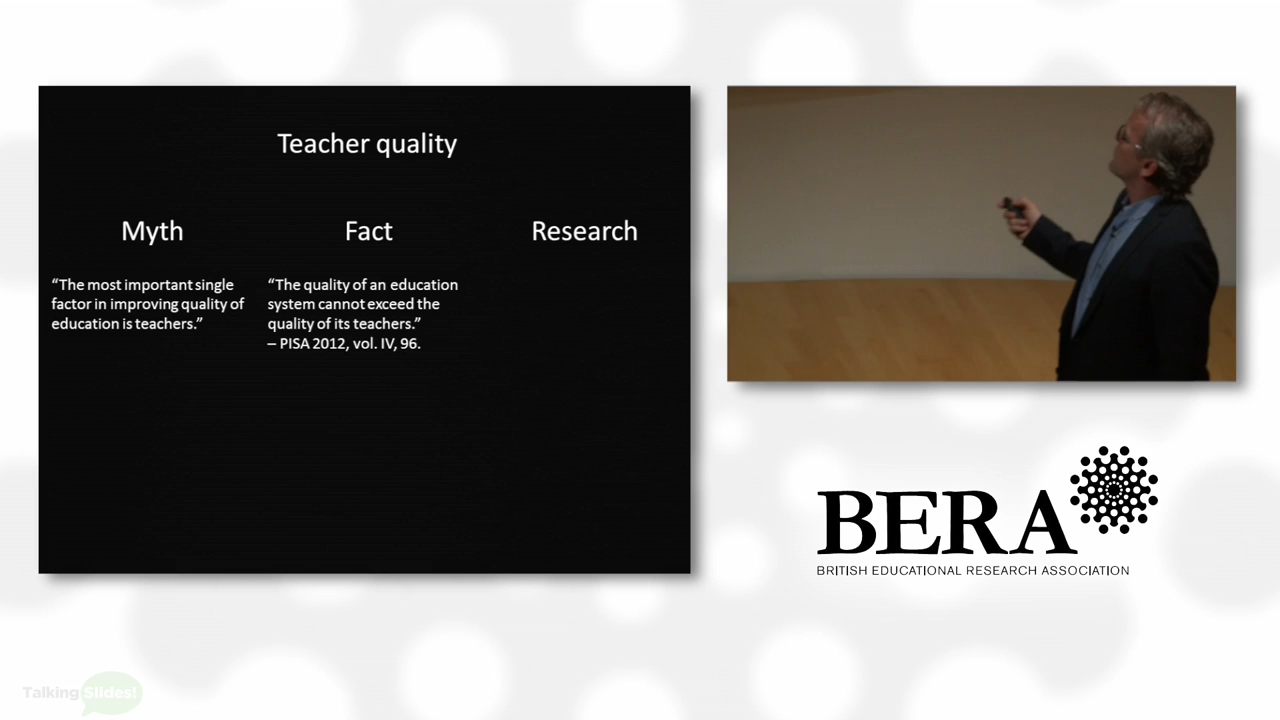 Teacher quality
Myth
Fact
Research
“The most important single
factor in improving quality of
education is teachers.”
“The quality of an education
system cannot exceed the
quality of its teachers.”
– PISA 2012, vol. IV, 96.
BERA
BRITISH EDUCATIONAL RESEARCH ASSOCIATION
Talking Slides!